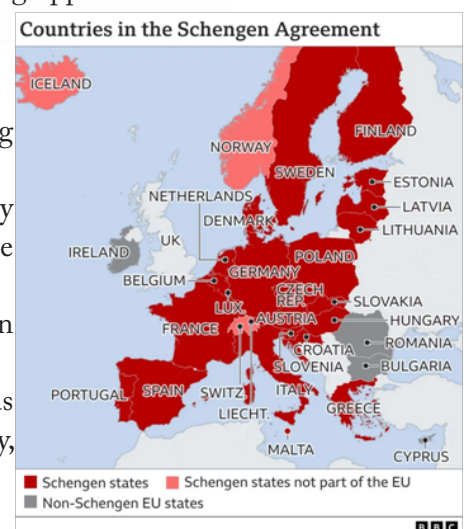 g app
Countries in the Schengen Agreement
ICELAND
g
FINLAND
NORWAY
SWEDEN
NETHERLANDS
ESTONIA
y
DENMARK
LATVIA
LITHUANIA
e
IRELAND
UK
POLAND
GERMANY
BELGIUM
CZECH
REP.
SLOVAKIA
LUX
n
AUSTRIA
HUNGARY
FRANCE
CROATIA
ROMANIA
SLOVENIA
BULGARIA
as
PORTUGAL
SPAIN
SWITZ.
ITALY
LIECHT.
GREECE
y,
MALTA
CYPRUS
Schengen states
Schengen states not part of the EU
Non-Schengen EU states
BBC